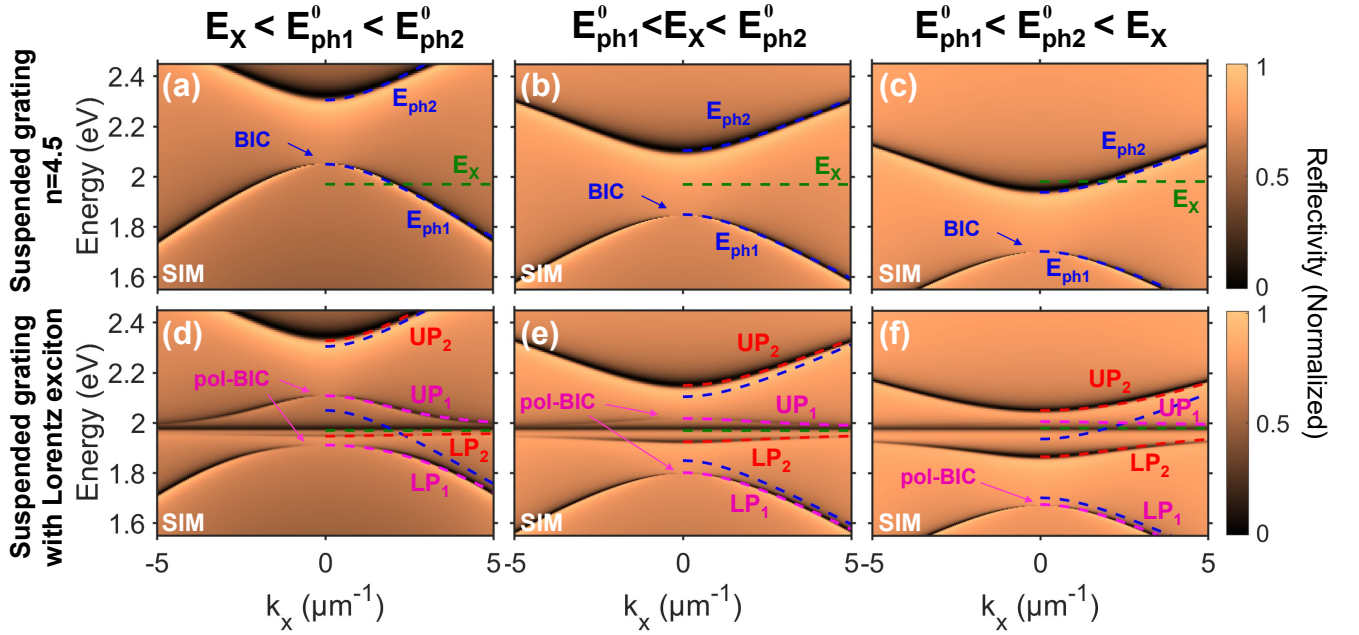 E_X < E^0_ph1 < E^0_ph2
E^0_ph1 < E_X < E^0_ph2
E^0_ph1 < E^0_ph2 < E_X
Suspended grating
n=4.5
Energy (eV)
2.4
2.2
2
1.8
1.6
(a)
E_ph2
BIC
E_X
E_ph1
SIM
(b)
E_ph2
E_X
BIC
E_ph1
SIM
(c)
E_ph2
E_X
BIC
E_ph1
SIM
1
0.5
0
Reflectivity (Normalized)
Suspended grating
with Lorentz exciton
Energy (eV)
2.4
2.2
2
1.8
1.6
(d)
UP_2
pol-BIC
UP_1
LP_2
LP_1
SIM
(e)
UP_2
pol-BIC
UP_1
LP_2
LP_1
SIM
(f)
UP_2
UP_1
LP_2
pol-BIC
LP_1
SIM
1
0.5
0
-5 0 5
-5 0 5
-5 0 5
k_x (µm^-1)
k_x (µm^-1)
k_x (µm^-1)